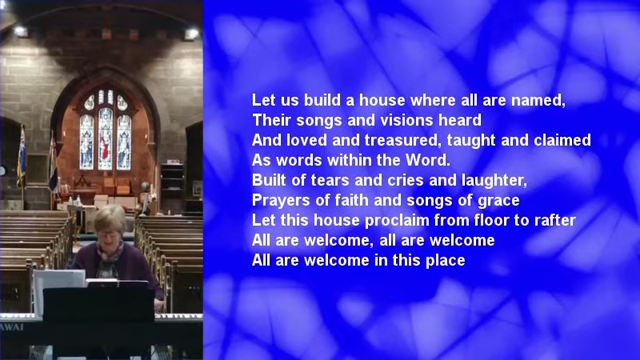 Let us build a house where all are named,
Their songs and visions heard
And loved and treasured, taught and claimed
As words within the Word.
Built of tears and cries and laughter,
Prayers of faith and songs of grace
Let this house proclaim from floor to rafter
All are welcome, all are welcome
All are welcome in this place
AWAI